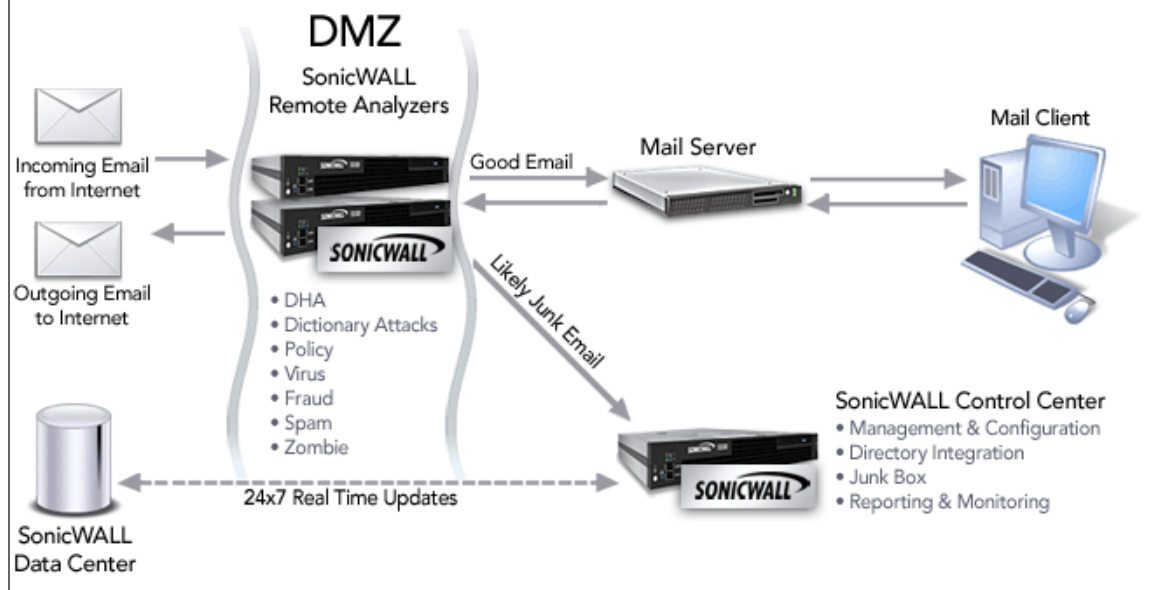 DMZ
SonicWALL
Remote Analyzers
Incoming Email
from Internet
Outgoing Email
to Internet
Good Email
Mail Server
Mail Client
SONICWALL
• DHA
• Dictionary Attacks
• Policy
• Virus
• Fraud
• Spam
• Zombie
Likely Junk Email
SonicWALL Control Center
• Management & Configuration
• Directory Integration
• Junk Box
• Reporting & Monitoring
SONICWALL
24x7 Real Time Updates
SonicWALL
Data Center